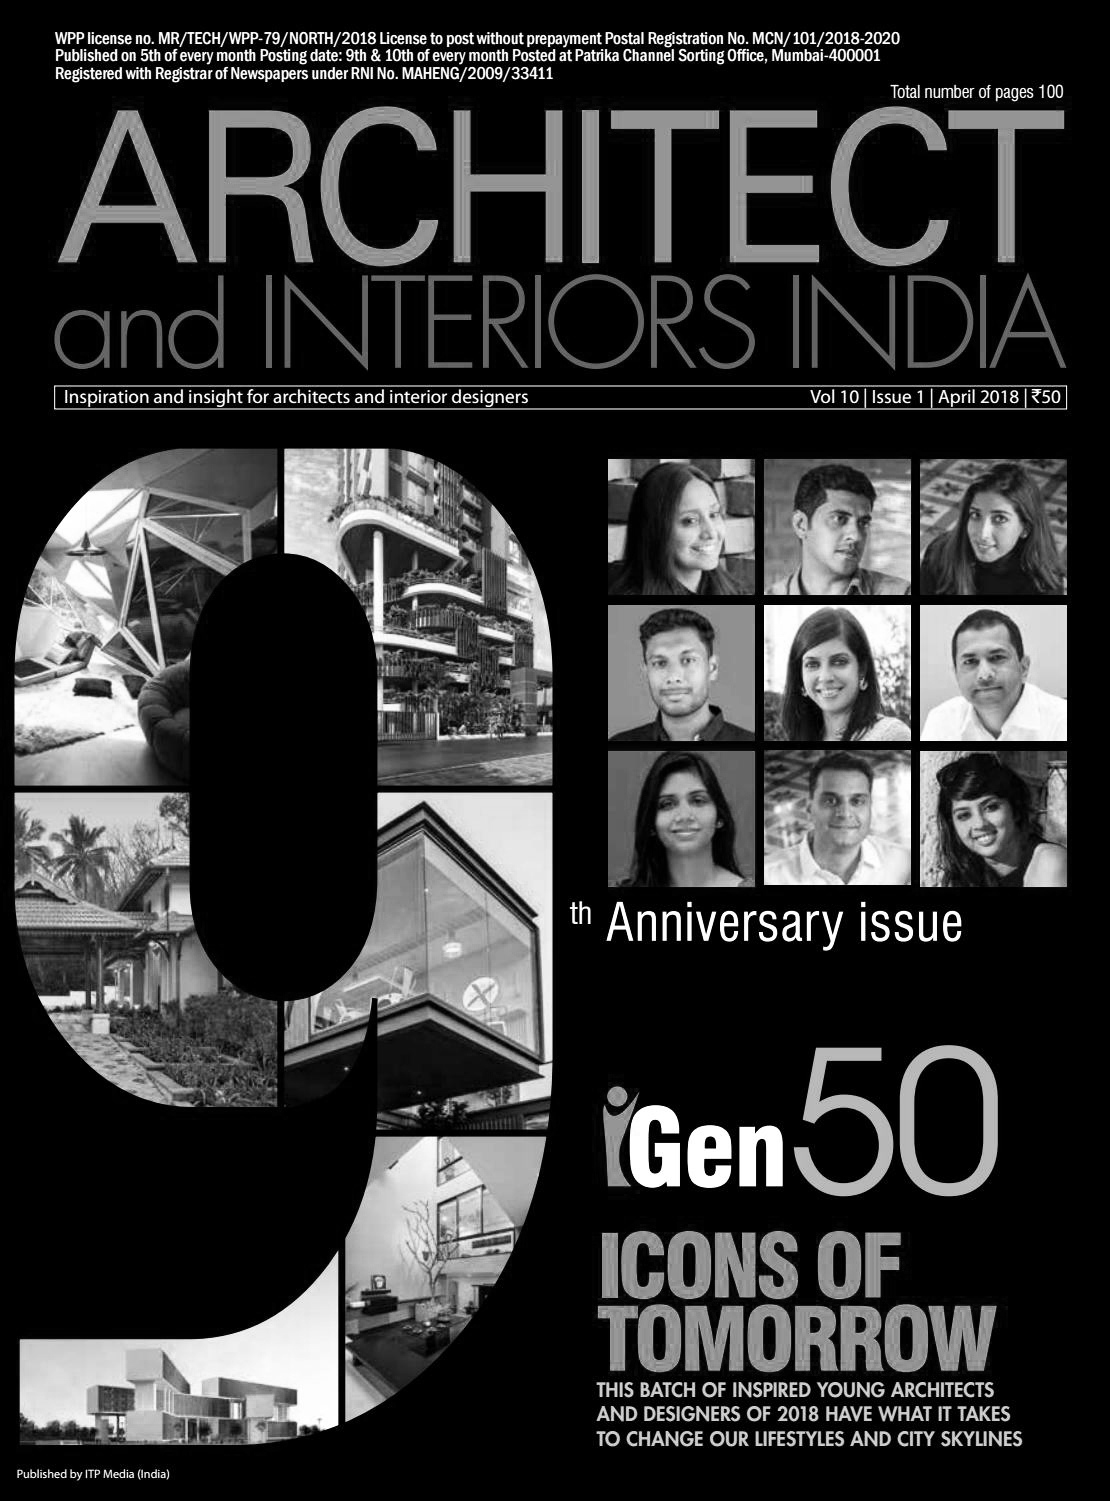 WPP license no. MR/TECH/WPP-79/NORTH/2018 License to post without prepayment Postal Registration No. MCN/101/2018-2020
Published on 5th of every month Posting date: 9th & 10th of every month Posted at Patrika Channel Sorting Office, Mumbai-400001
Registered with Registrar of Newspapers under RNI No. MAHENG/2009/33411
Total number of pages 100
ARCHITECT
and INTERIORS INDIA
Inspiration and insight for architects and interior designers
Vol 10 | Issue 1 | April 2018 | ₹50
9
th Anniversary issue
iGen50
ICONS OF
TOMORROW
THIS BATCH OF INSPIRED YOUNG ARCHITECTS
AND DESIGNERS OF 2018 HAVE WHAT IT TAKES
TO CHANGE OUR LIFESTYLES AND CITY SKYLINES
Published by ITP Media (India)